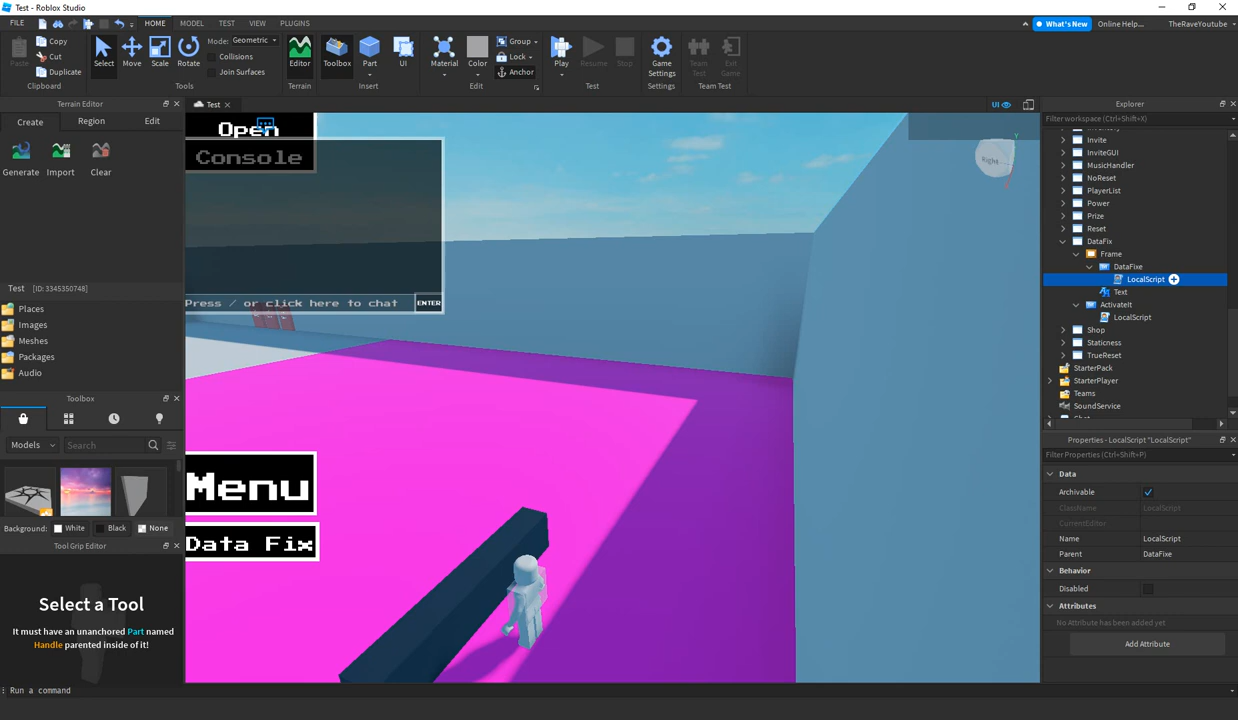 Test - Roblox Studio
FILE HOME MODEL TEST VIEW PLUGINS What's New Online Help... TheRaveYoutube
Paste Copy Cut Duplicate Clipboard
Select Move Scale Rotate Mode: Geometric Collisions Join Surfaces Tools
Editor Terrain
Toolbox Part UI Insert
Material Color Group Lock Anchor Edit
Play Resume Stop Test
Game Settings Settings
Team Test Exit Game Team Test
Terrain Editor
Create Region Edit
Generate Import Clear
Test [ID: 3345350748]
Places
Images
Meshes
Packages
Audio
Toolbox
Models Search
Background: White Black None
Tool Grip Editor
Select a Tool
It must have an unanchored Part named
Handle parented inside of it!
Run a command
Test UI
Open
Console
Press / or click here to chat ENTER
Menu
Data Fix
Right
Y
Explorer
Filter workspace (Ctrl+Shift+X)
Invite
InviteGUI
MusicHandler
NoReset
PlayerList
Power
Prize
Reset
DataFix
Frame
DataFixe
LocalScript
Text
ActivateIt
LocalScript
Shop
Staticness
TrueReset
StarterPack
StarterPlayer
Teams
SoundService
Properties - LocalScript "LocalScript"
Filter Properties (Ctrl+Shift+P)
Data
Archivable
ClassName LocalScript
CurrentEditor
Name LocalScript
Parent DataFixe
Behavior
Disabled
Attributes
No Attribute has been added yet
Add Attribute